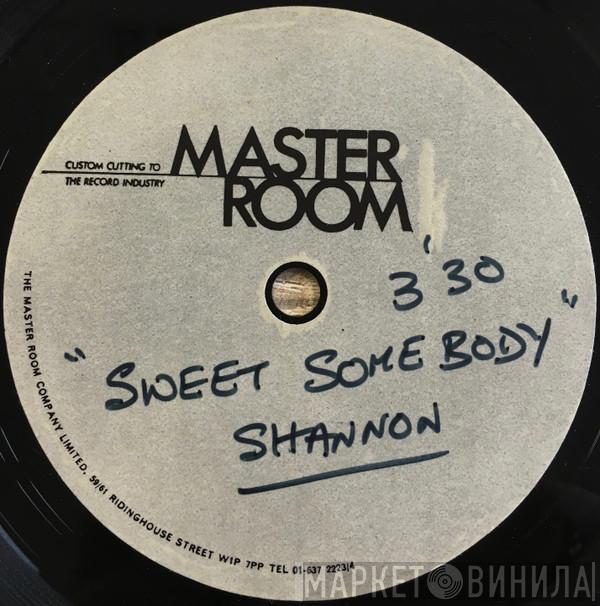 CUSTOM CUTTING TO
THE RECORD INDUSTRY
MASTER
ROOM
3'30
"SWEET SOMEBODY"
SHANNON
THE MASTER ROOM COMPANY LIMITED. 59/61 RIDINGHOUSE STREET W1P 7PP TEL 01-637 2223/4
МАРКЕТ ВИНИЛА